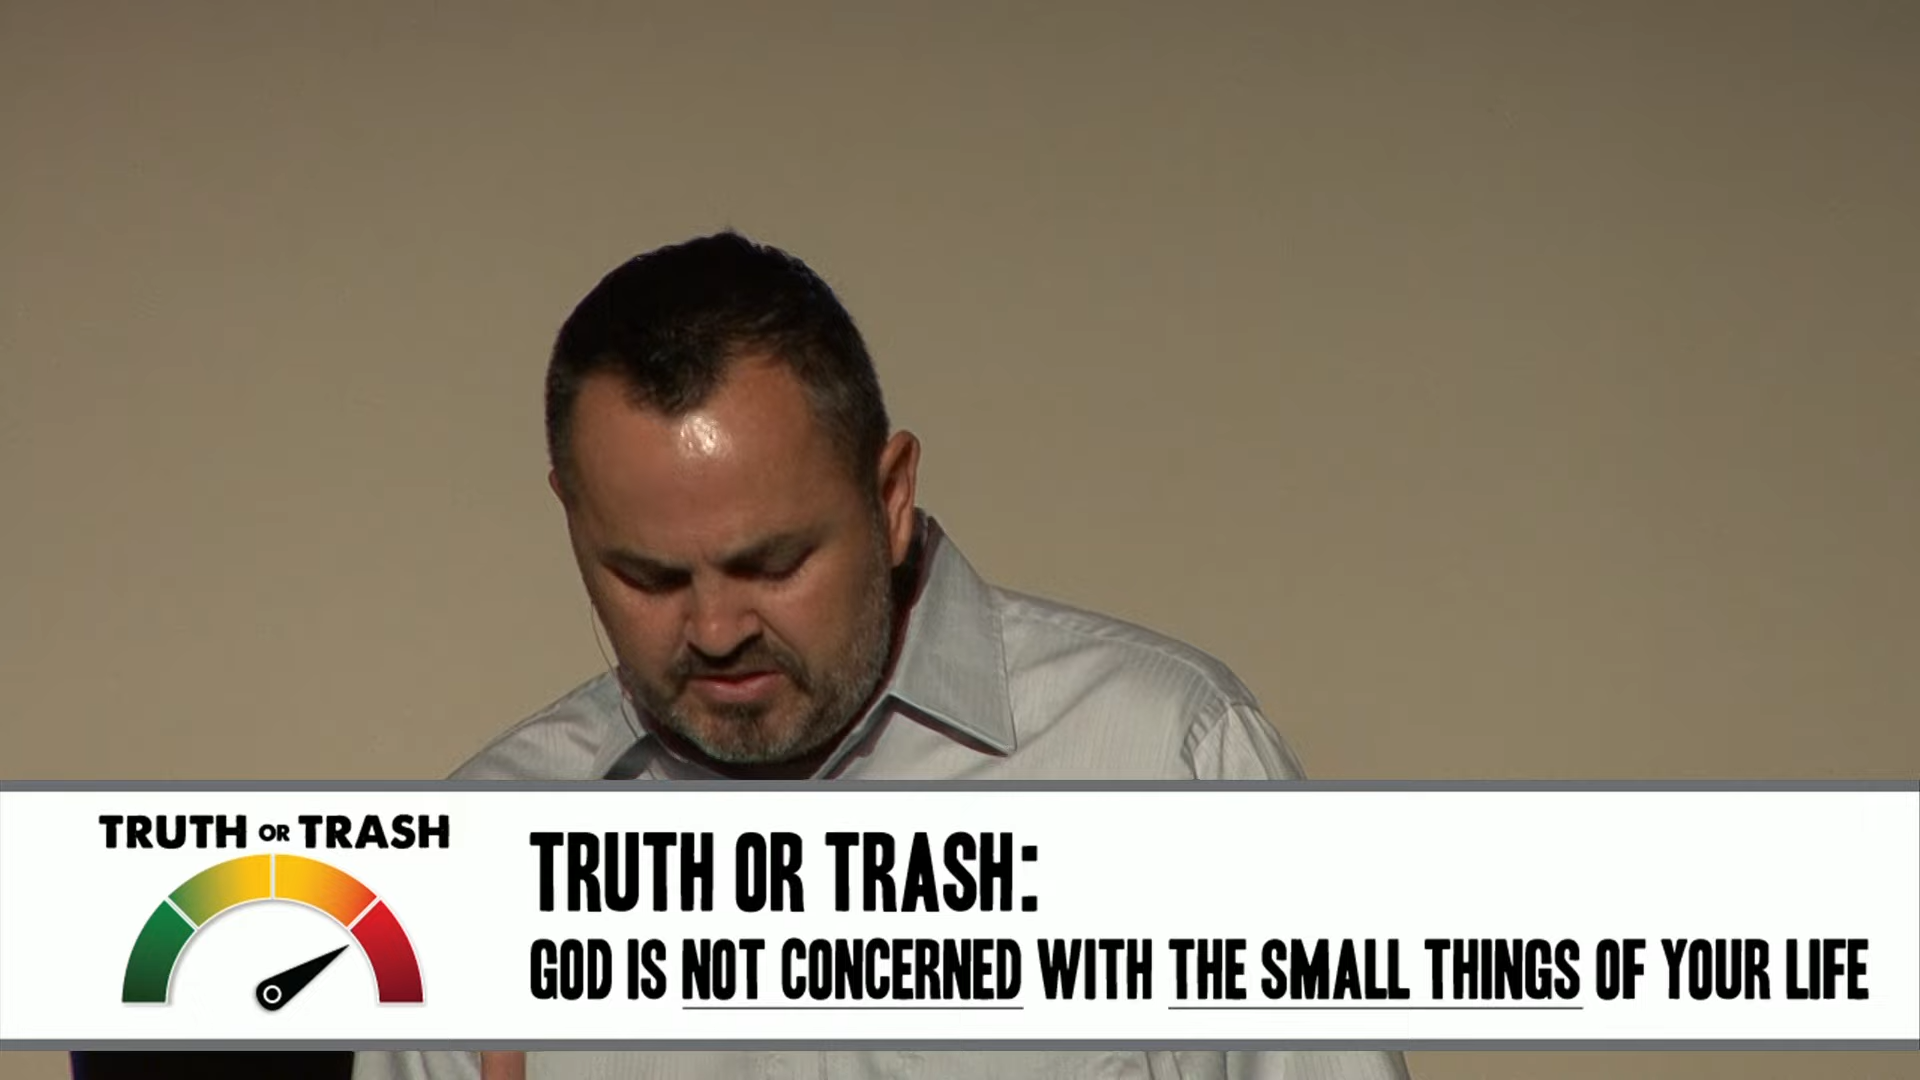 TRUTH OR TRASH
TRUTH OR TRASH:
GOD IS NOT CONCERNED WITH THE SMALL THINGS OF YOUR LIFE